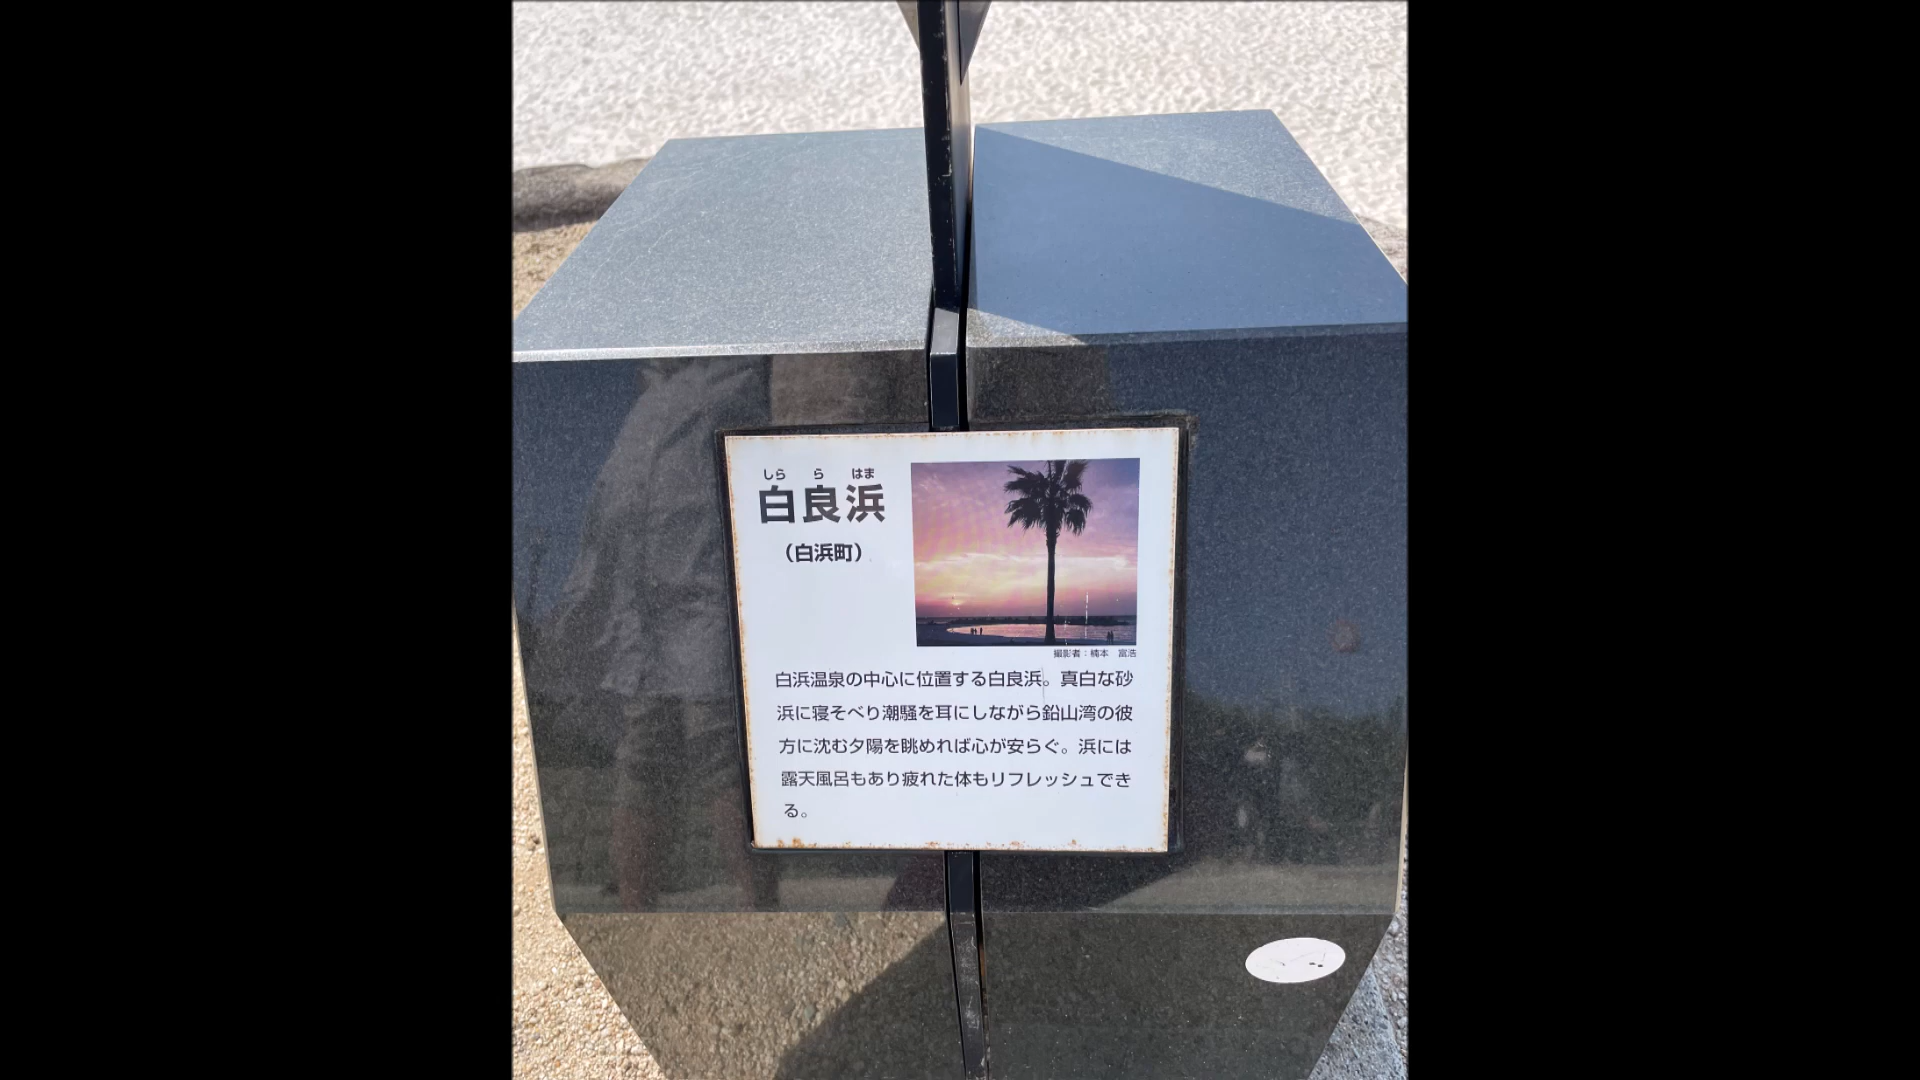 しら ら はま
白良浜
（白浜町）
撮影者：楠本 富浩
白浜温泉の中心に位置する白良浜。真白な砂
浜に寝そべり潮騒を耳にしながら鉛山湾の彼
方に沈む夕陽を眺めれば心が安らぐ。浜には
露天風呂もあり疲れた体もリフレッシュでき
る。